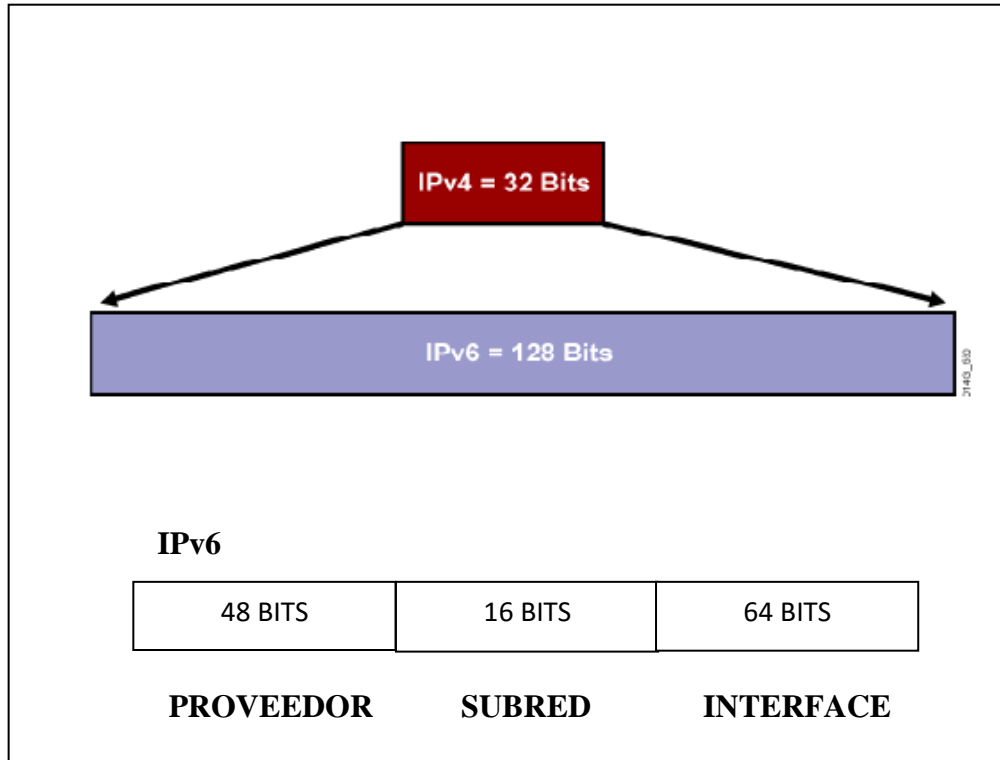 IPv4 = 32 Bits
IPv6 = 128 Bits
IPv6
48 BITS 16 BITS 64 BITS
PROVEEDOR SUBRED INTERFACE